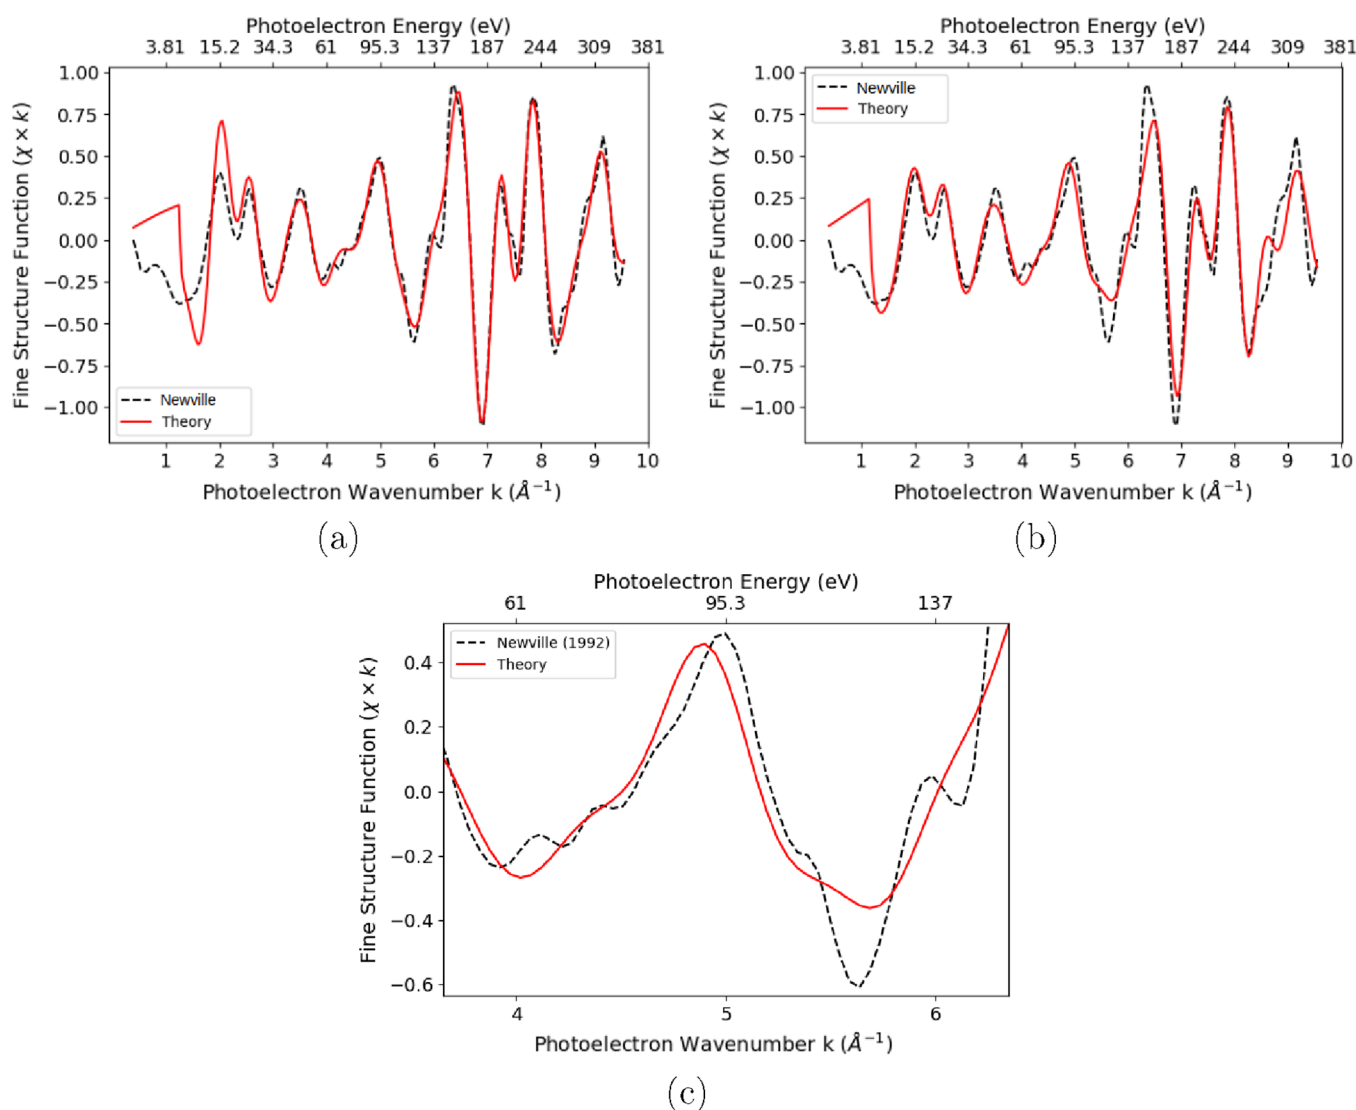 Photoelectron Energy (eV)
3.81 15.2 34.3 61 95.3 137 187 244 309 381
Fine Structure Function (χ × k)
1.00
0.75
0.50
0.25
0.00
−0.25
−0.50
−0.75
−1.00
Newville
Theory
1 2 3 4 5 6 7 8 9 10
Photoelectron Wavenumber k (Å⁻¹)
(a)
Photoelectron Energy (eV)
3.81 15.2 34.3 61 95.3 137 187 244 309 381
Fine Structure Function (χ × k)
1.00
0.75
0.50
0.25
0.00
−0.25
−0.50
−0.75
−1.00
Newville
Theory
1 2 3 4 5 6 7 8 9 10
Photoelectron Wavenumber k (Å⁻¹)
(b)
Photoelectron Energy (eV)
61 95.3 137
Fine Structure Function (χ × k)
0.4
0.2
0.0
−0.2
−0.4
−0.6
Newville (1992)
Theory
4 5 6
Photoelectron Wavenumber k (Å⁻¹)
(c)